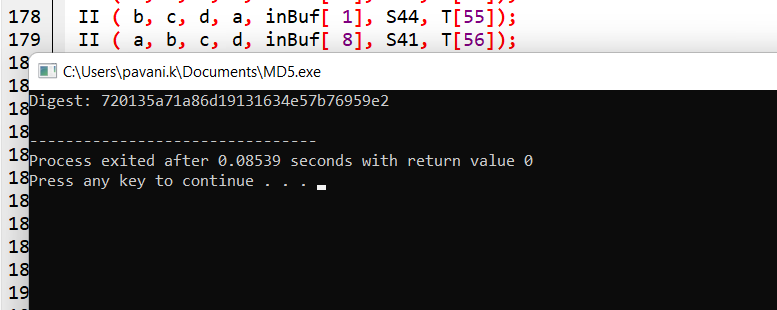 178 II ( b, c, d, a, inBuf[ 1], S44, T[55]);
179 II ( a, b, c, d, inBuf[ 8], S41, T[56]);
18
C:\Users\pavani.k\Documents\MD5.exe
18
Digest: 720135a71a86d19131634e57b76959e2
18
18
--------------------------------
18
Process exited after 0.08539 seconds with return value 0
18
Press any key to continue . . .
18
18
18
18
19